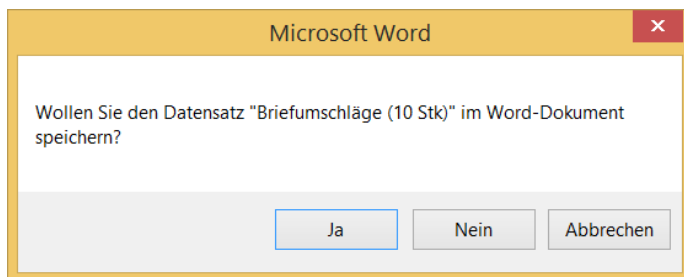 Microsoft Word
Wollen Sie den Datensatz "Briefumschläge (10 Stk)" im Word-Dokument
speichern?
Ja
Nein
Abbrechen